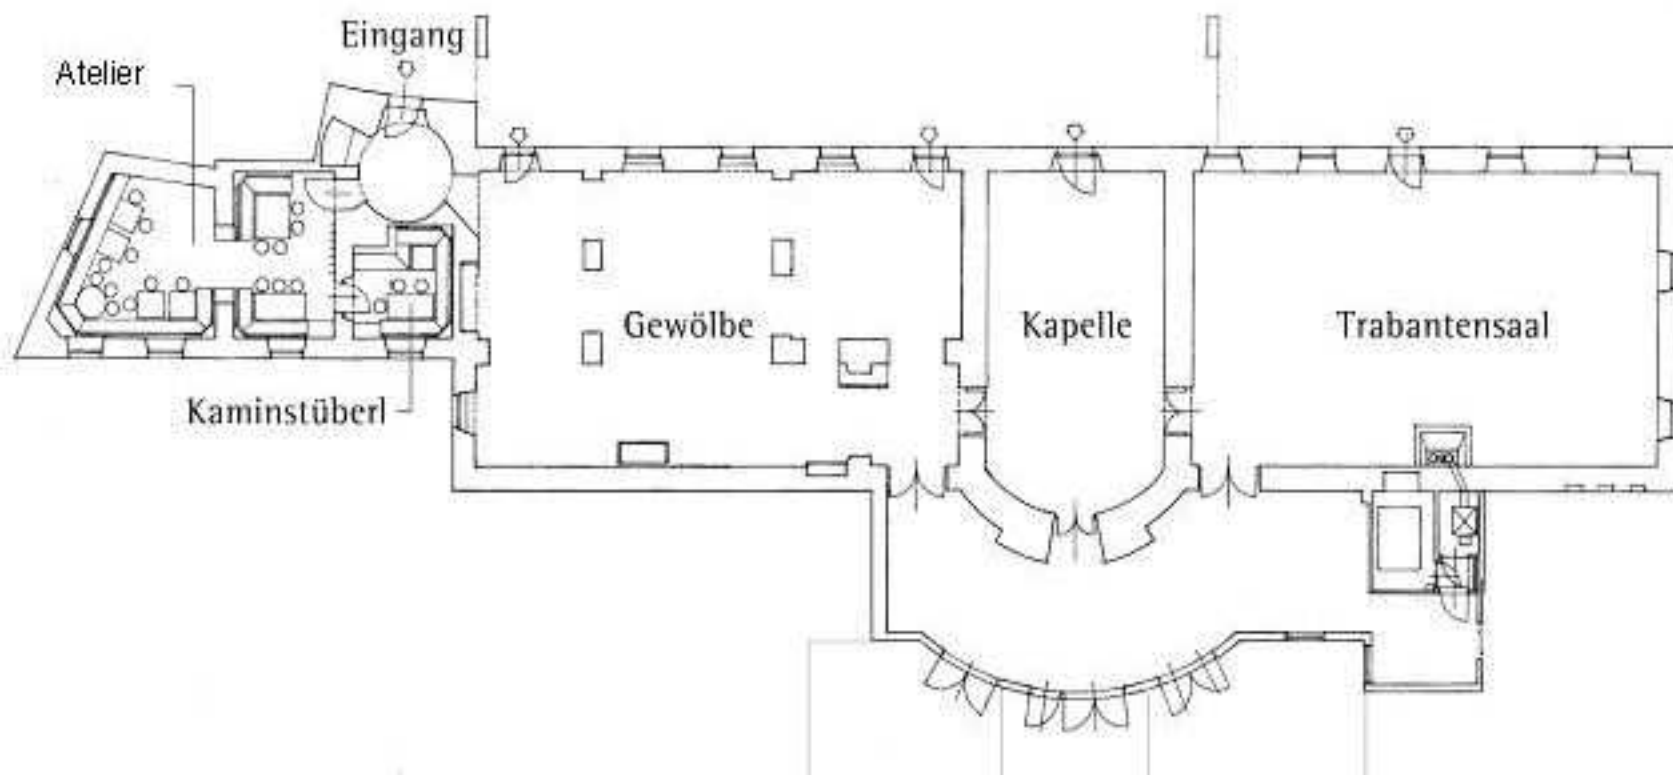 Eingang
Atelier
Gewölbe
Kapelle
Trabantensaal
Kaminstüberl